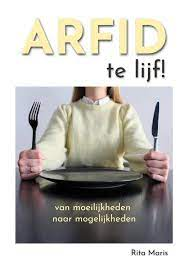 ARFID
te lijf!
van moeilijkheden
naar mogelijkheden
Rita Maris